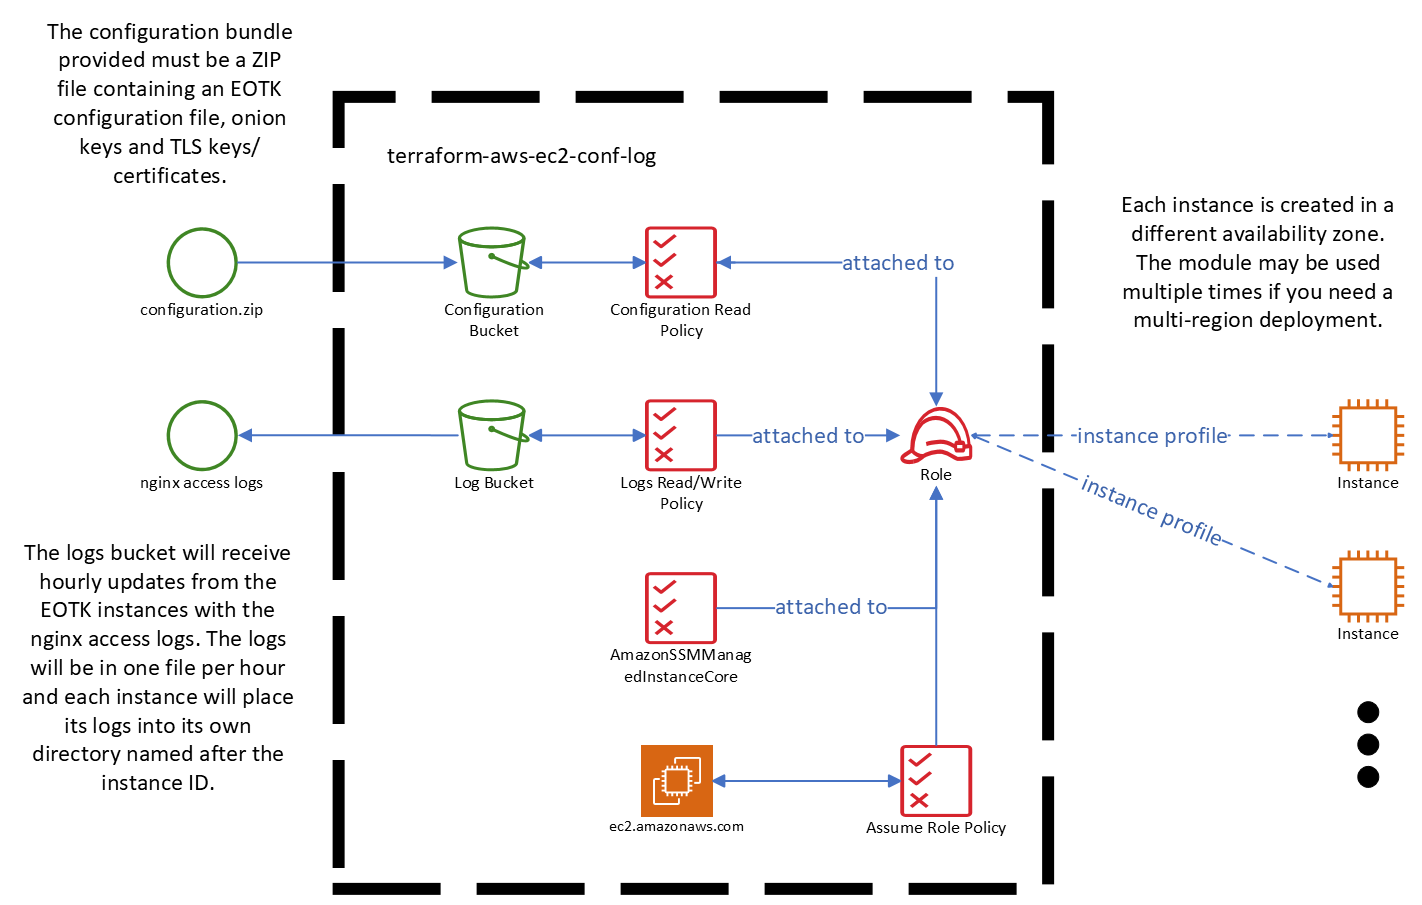 The configuration bundle
provided must be a ZIP
file containing an EOTK
configuration file, onion
keys and TLS keys/
certificates.
terraform-aws-ec2-conf-log
Each instance is created in a
different availability zone.
The module may be used
multiple times if you need a
multi-region deployment.
attached to
configuration.zip
Configuration
Bucket
Configuration Read
Policy
attached to
instance profile
nginx access logs
Log Bucket
Logs Read/Write
Policy
Role
Instance
instance profile
The logs bucket will receive
hourly updates from the
EOTK instances with the
nginx access logs. The logs
will be in one file per hour
and each instance will place
its logs into its own
directory named after the
instance ID.
attached to
Instance
AmazonSSMManag
edInstanceCore
ec2.amazonaws.com
Assume Role Policy